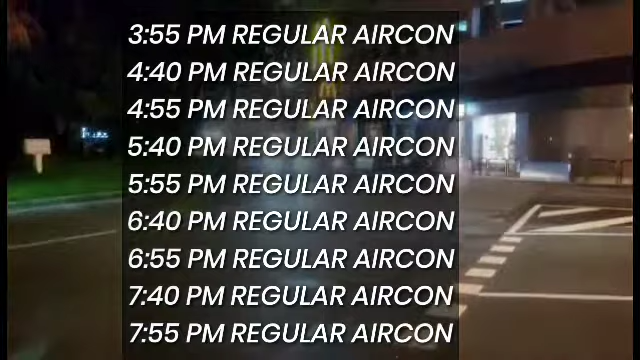 3:55 PM REGULAR AIRCON
4:40 PM REGULAR AIRCON
4:55 PM REGULAR AIRCON
5:40 PM REGULAR AIRCON
5:55 PM REGULAR AIRCON
6:40 PM REGULAR AIRCON
6:55 PM REGULAR AIRCON
7:40 PM REGULAR AIRCON
7:55 PM REGULAR AIRCON